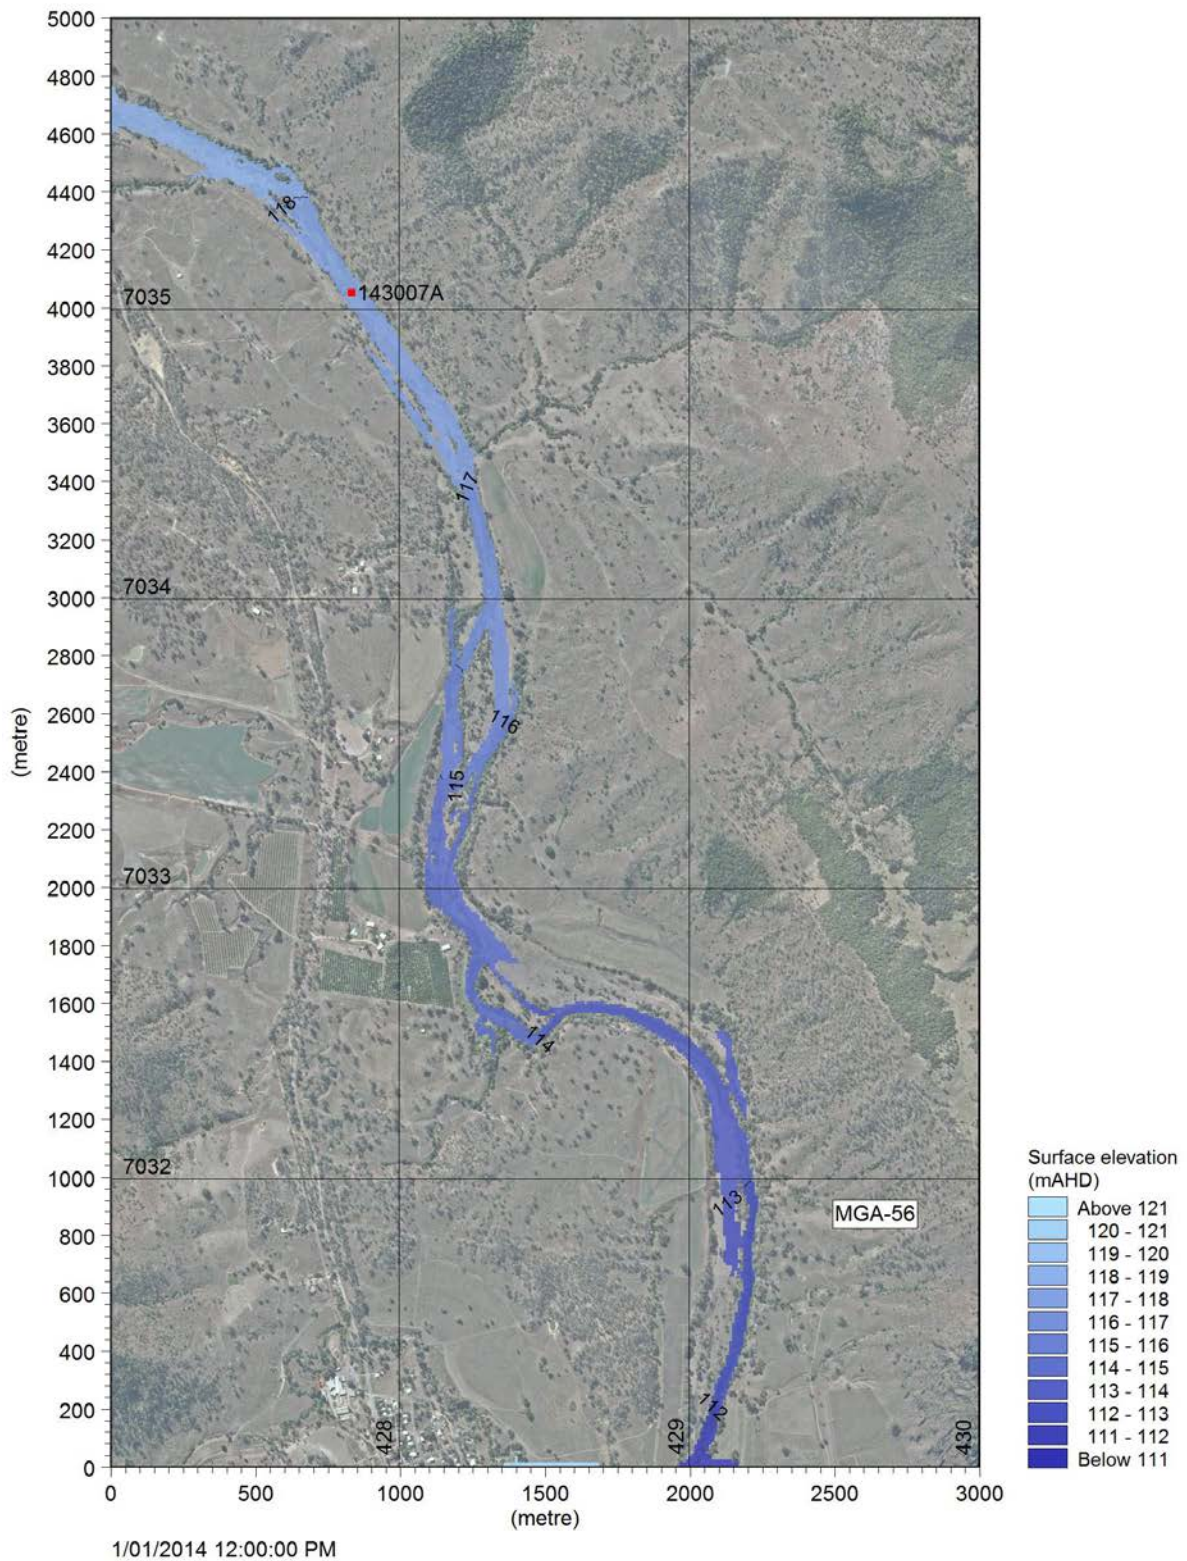 5000
4800
4600
4400
118
4200
143007A
7035
4000
3800
3600
3400
117
3200
7034
3000
2800
2600
116
(metre)
2400
115
2200
7033
2000
1800
1600
114
1400
1200
7032
1000
113
800
MGA-56
600
400
200
112
428
429
430
0
0
500
1000
1500
2000
2500
3000
(metre)
1/01/2014 12:00:00 PM
Surface elevation
(mAHD)
Above 121
120 - 121
119 - 120
118 - 119
117 - 118
116 - 117
115 - 116
114 - 115
113 - 114
112 - 113
111 - 112
Below 111